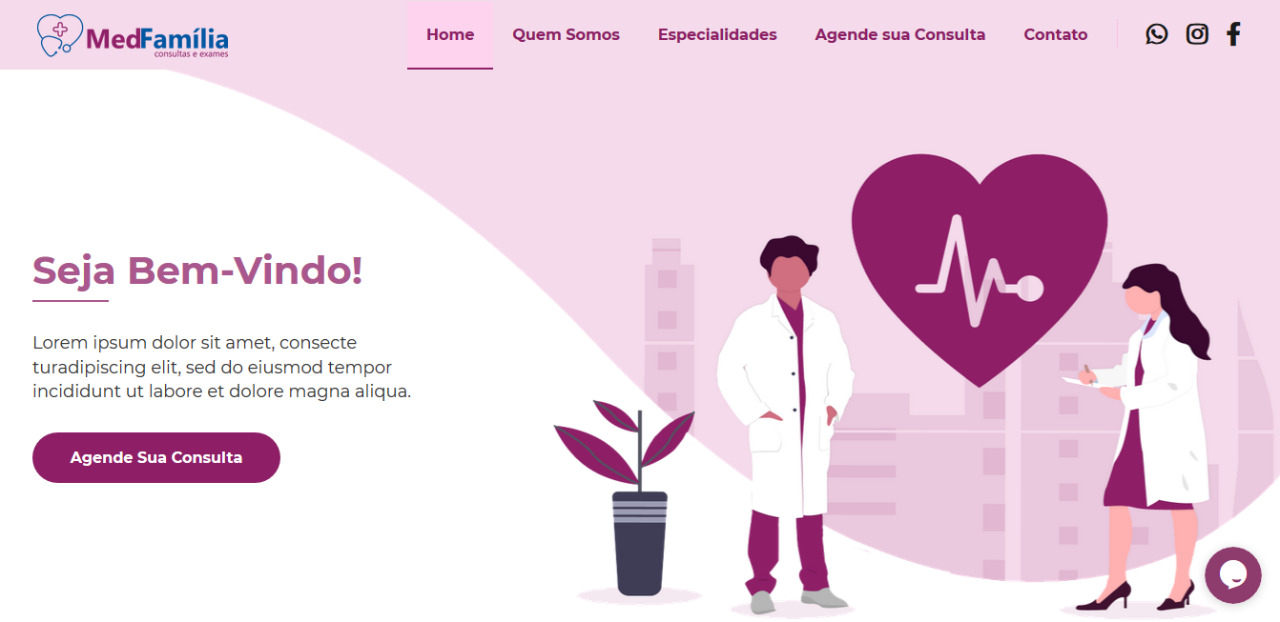 MedFamília
consultas e exames
Home
Quem Somos
Especialidades
Agende sua Consulta
Contato
Seja Bem-Vindo!
Lorem ipsum dolor sit amet, consecte
turadipiscing elit, sed do eiusmod tempor
incididunt ut labore et dolore magna aliqua.
Agende Sua Consulta